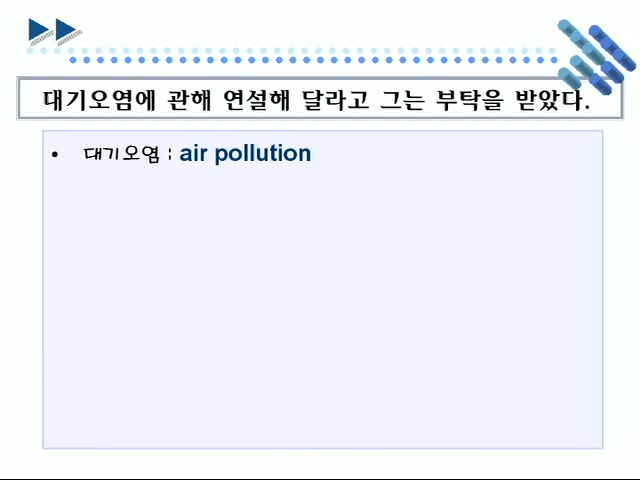 대기오염에 관해 연설해 달라고 그는 부탁을 받았다.
• 대기오염 : air pollution